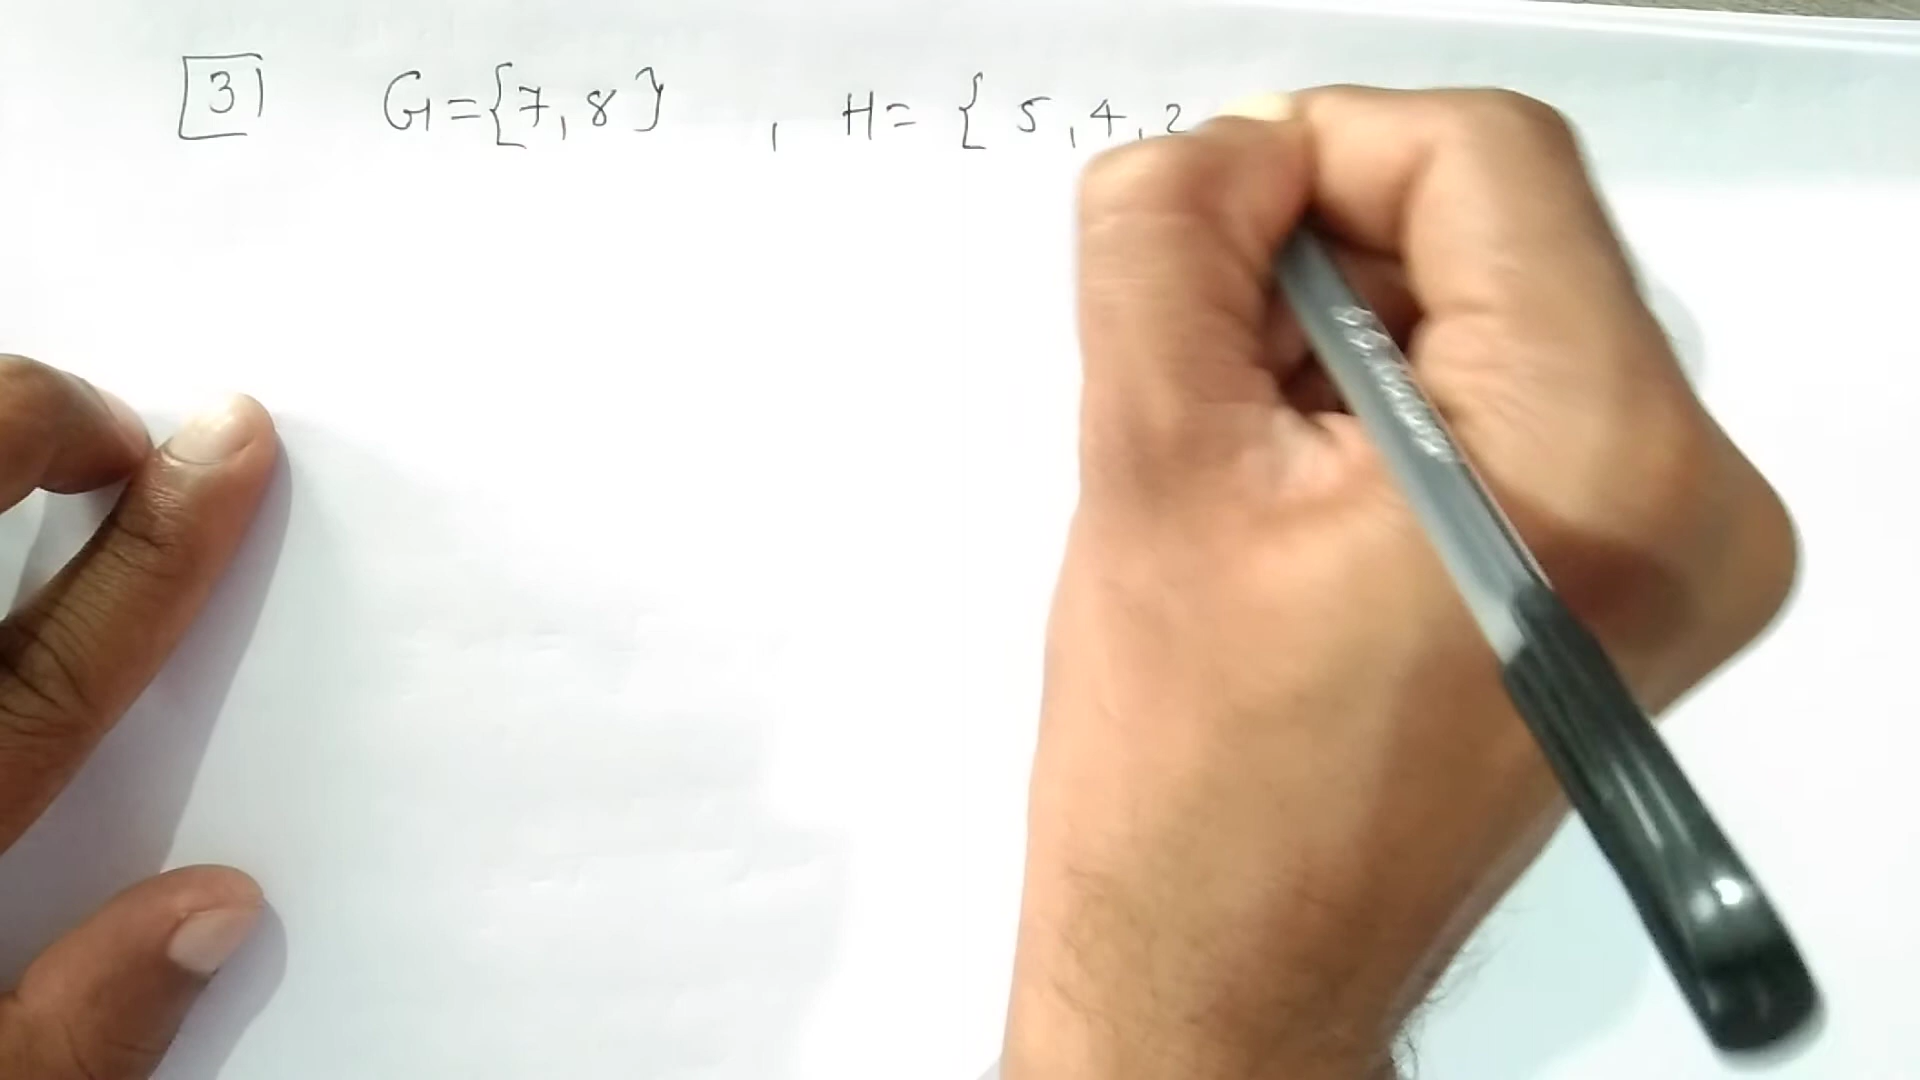 3 G={7,8} , H= { 5,4,2